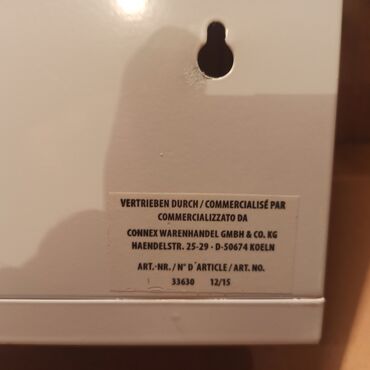 VERTRIEBEN DURCH / COMMERCIALISÉ PAR
COMMERCIALIZZATO DA
CONNEX WARENHANDEL GMBH & CO. KG
HAENDELSTR. 25-29 · D-50674 KOELN
ART.-NR. / N° D´ARTICLE / ART. NO.
33630 12/15